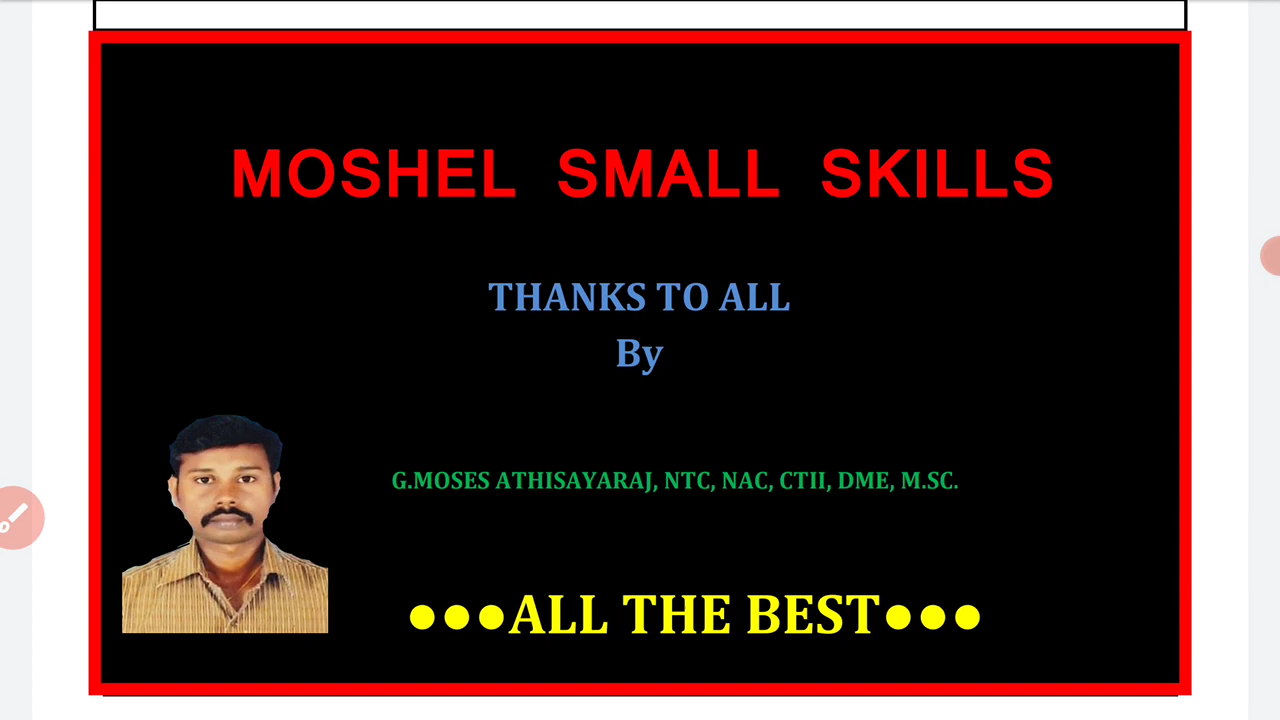 MOSHEL SMALL SKILLS
THANKS TO ALL
By
G.MOSES ATHISAYARAJ, NTC, NAC, CTII, DME, M.SC.
●●●ALL THE BEST●●●